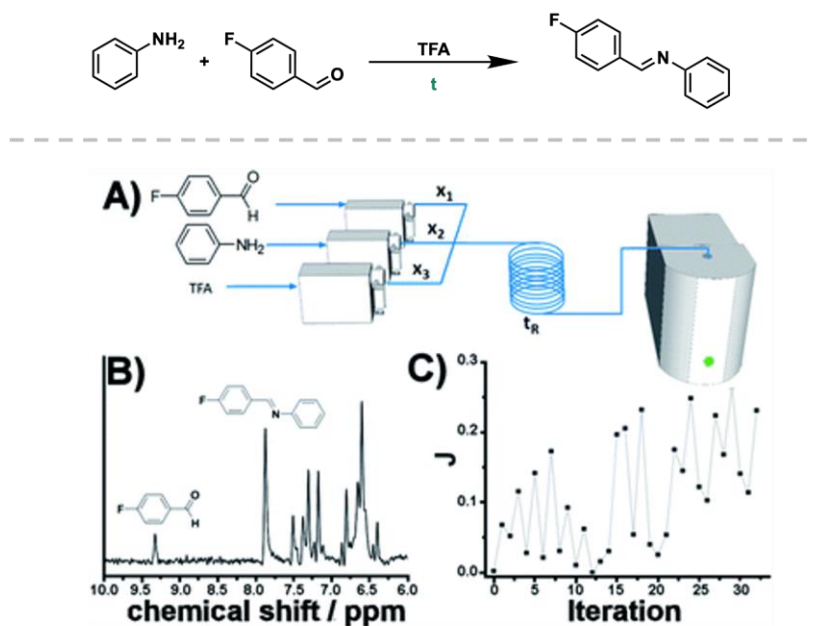 NH2
+
F
O
TFA
t
F
N
A)
F
O
H
x1
NH2
x2
x3
TFA
tR
B)
F
N
F
O
H
10.0 9.5 9.0 8.5 8.0 7.5 7.0 6.5 6.0
chemical shift / ppm
C)
0.3
0.2
0.1
0.0
J
0 5 10 15 20 25 30
Iteration